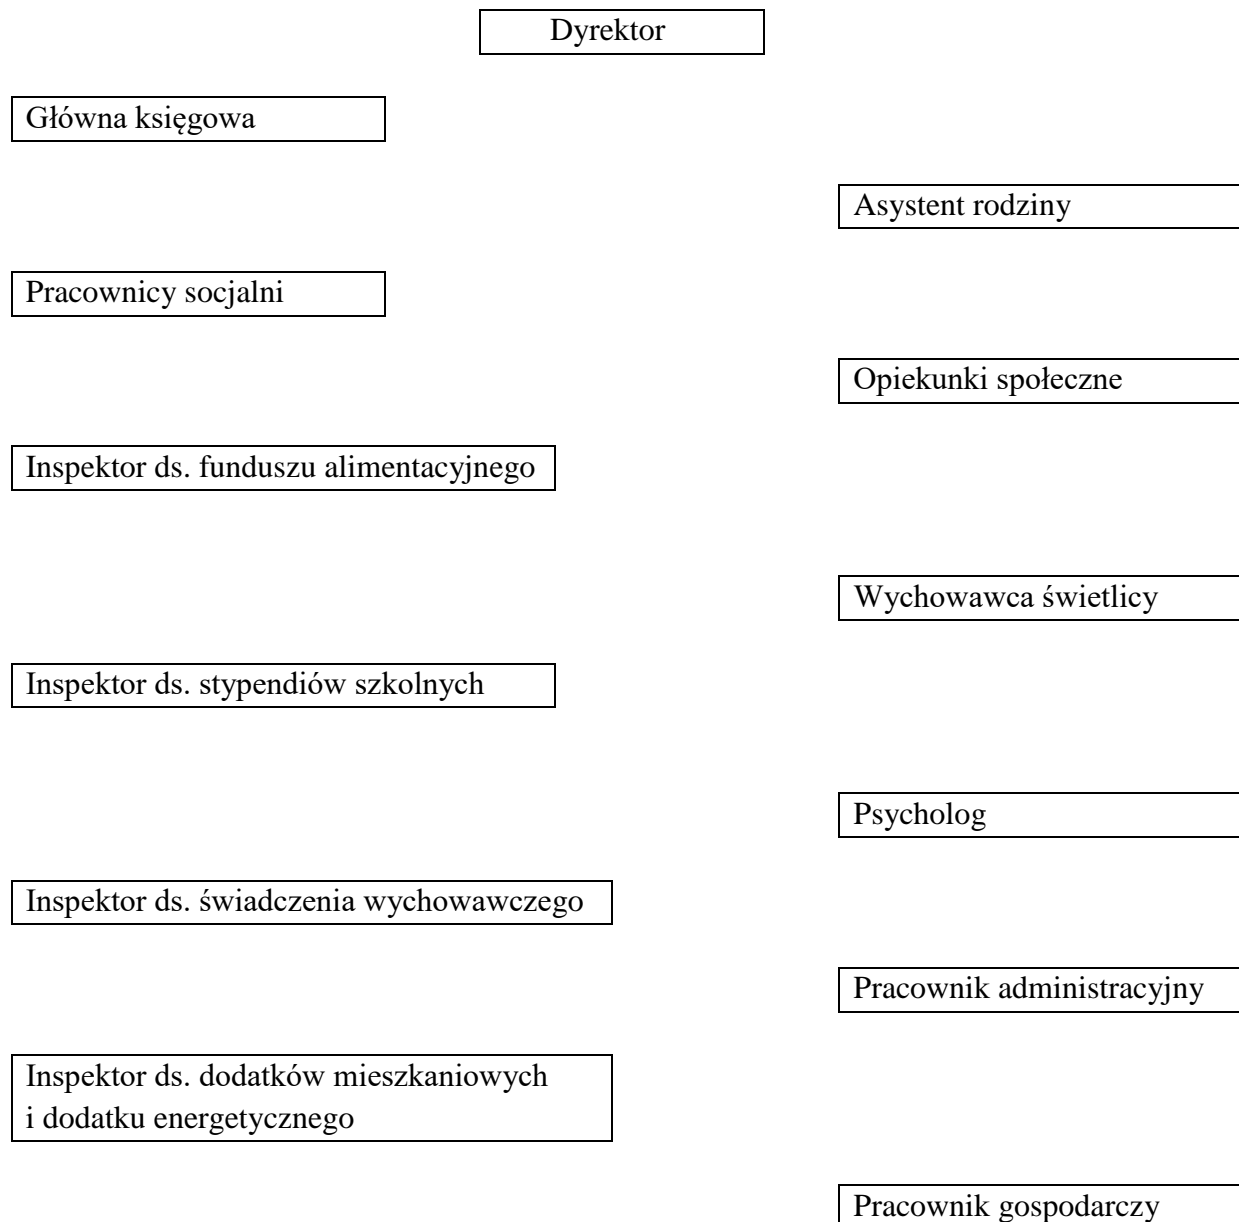 Dyrektor
Główna księgowa
Asystent rodziny
Pracownicy socjalni
Opiekunki społeczne
Inspektor ds. funduszu alimentacyjnego
Wychowawca świetlicy
Inspektor ds. stypendiów szkolnych
Psycholog
Inspektor ds. świadczenia wychowawczego
Pracownik administracyjny
Inspektor ds. dodatków mieszkaniowych
i dodatku energetycznego
Pracownik gospodarczy